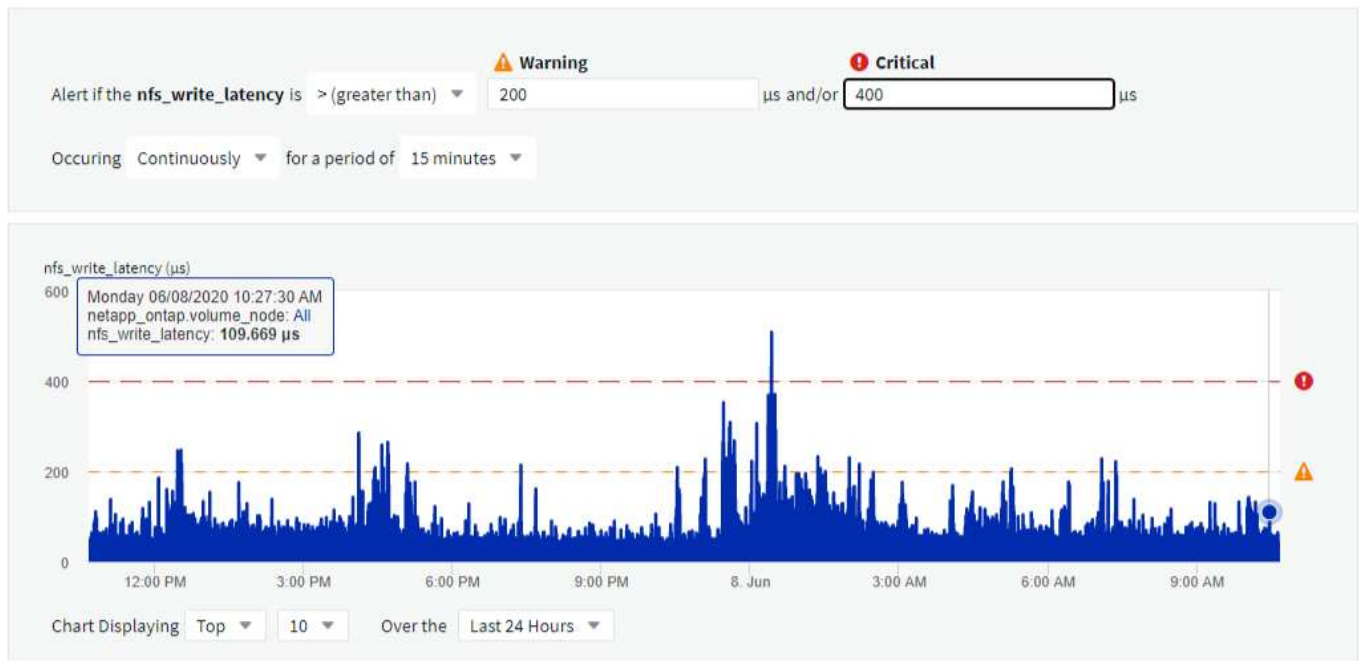 Warning
Critical
Alert if the nfs_write_latency is > (greater than) 200 µs and/or 400 µs
Occuring Continuously for a period of 15 minutes
nfs_write_latency (µs)
600
Monday 06/08/2020 10:27:30 AM
netapp_ontap.volume_node: All
nfs_write_latency: 109.669 µs
400
200
0
12:00 PM 3:00 PM 6:00 PM 9:00 PM 8. Jun 3:00 AM 6:00 AM 9:00 AM
Chart Displaying Top 10 Over the Last 24 Hours